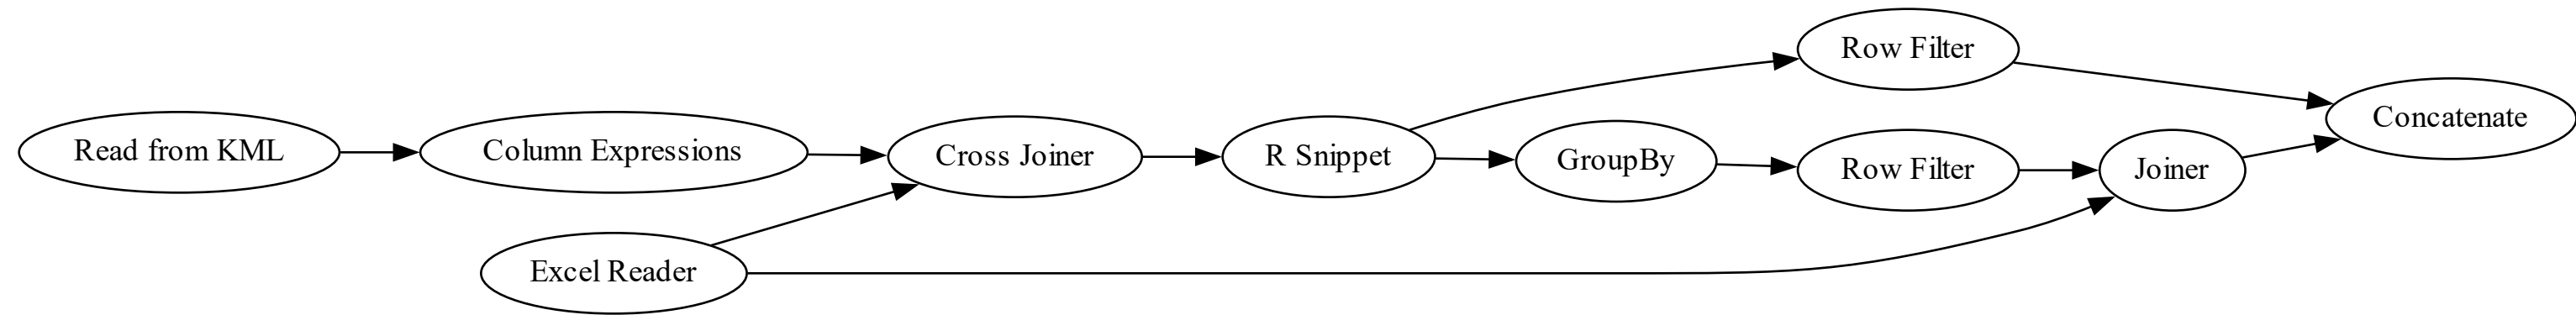 Read from KML
Column Expressions
Excel Reader
Cross Joiner
R Snippet
GroupBy
Row Filter
Row Filter
Joiner
Concatenate